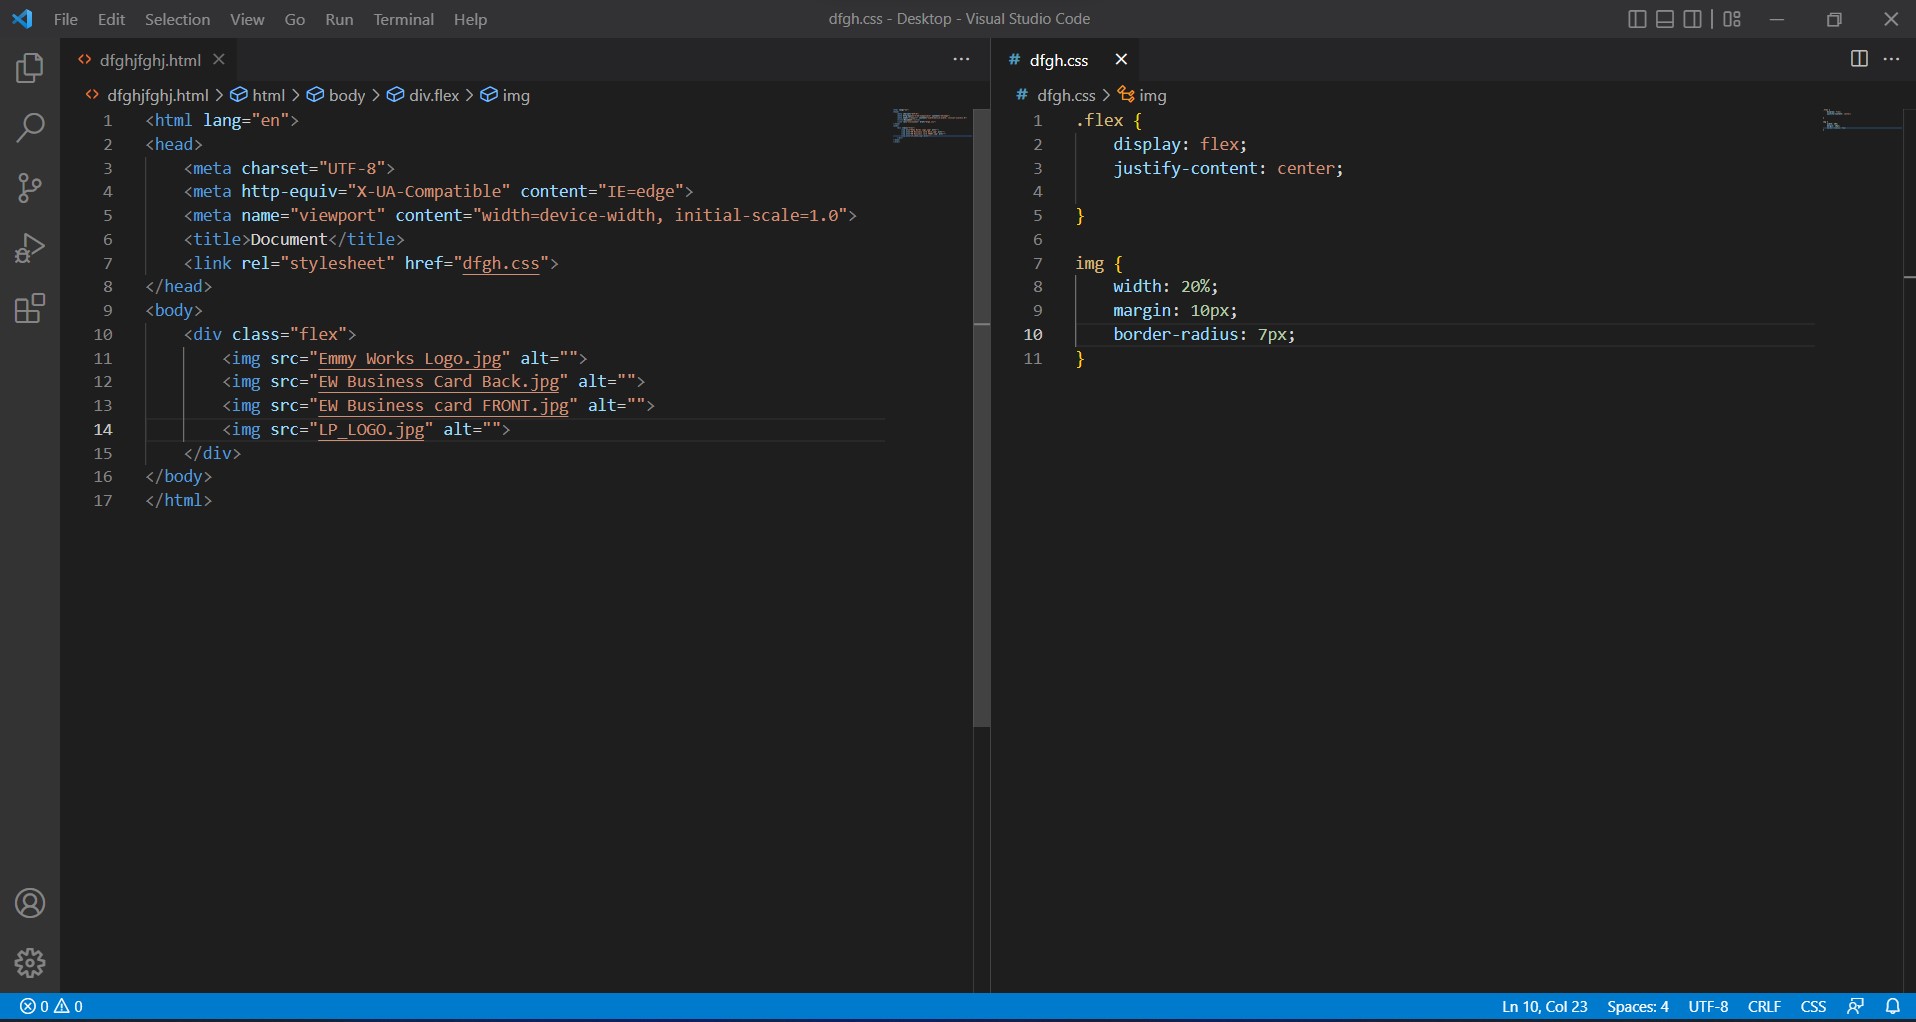 File Edit Selection View Go Run Terminal Help
dfgh.css - Desktop - Visual Studio Code
dfghjfghj.html
dfghjfghj.html > html > body > div.flex > img
1 <html lang="en">
2 <head>
3 <meta charset="UTF-8">
4 <meta http-equiv="X-UA-Compatible" content="IE=edge">
5 <meta name="viewport" content="width=device-width, initial-scale=1.0">
6 <title>Document</title>
7 <link rel="stylesheet" href="dfgh.css">
8 </head>
9 <body>
10 <div class="flex">
11 <img src="Emmy Works Logo.jpg" alt="">
12 <img src="EW Business Card Back.jpg" alt="">
13 <img src="EW Business card FRONT.jpg" alt="">
14 <img src="LP_LOGO.jpg" alt="">
15 </div>
16 </body>
17 </html>
# dfgh.css
# dfgh.css > img
1 .flex {
2 display: flex;
3 justify-content: center;
4
5 }
6
7 img {
8 width: 20%;
9 margin: 10px;
10 border-radius: 7px;
11 }
0 0
Ln 10, Col 23 Spaces: 4 UTF-8 CRLF CSS